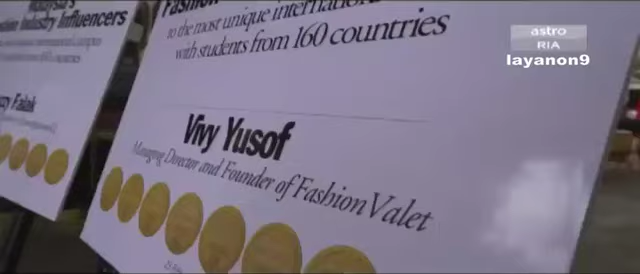 Malaysia's
Fashion Industry Influencers
Falak
Fashion
to the most unique
with students from 160 countries
Vivy Yusof
Managing Director and Founder of FashionValet
astro
RIA
layanon9